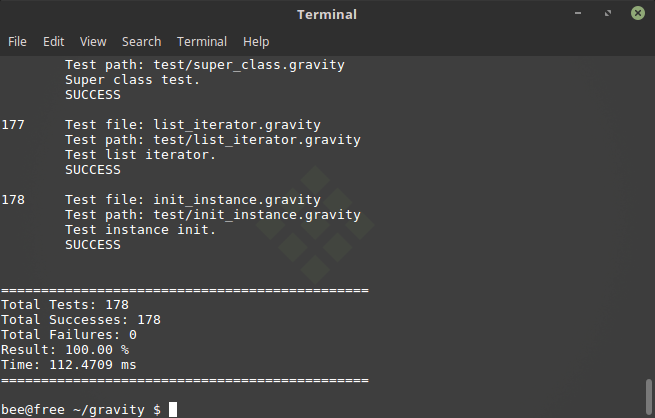 Terminal
File Edit View Search Terminal Help
Test path: test/super_class.gravity
Super class test.
SUCCESS
177 Test file: list_iterator.gravity
Test path: test/list_iterator.gravity
Test list iterator.
SUCCESS
178 Test file: init_instance.gravity
Test path: test/init_instance.gravity
Test instance init.
SUCCESS
==============================================
Total Tests: 178
Total Successes: 178
Total Failures: 0
Result: 100.00 %
Time: 112.4709 ms
==============================================
bee@free ~/gravity $